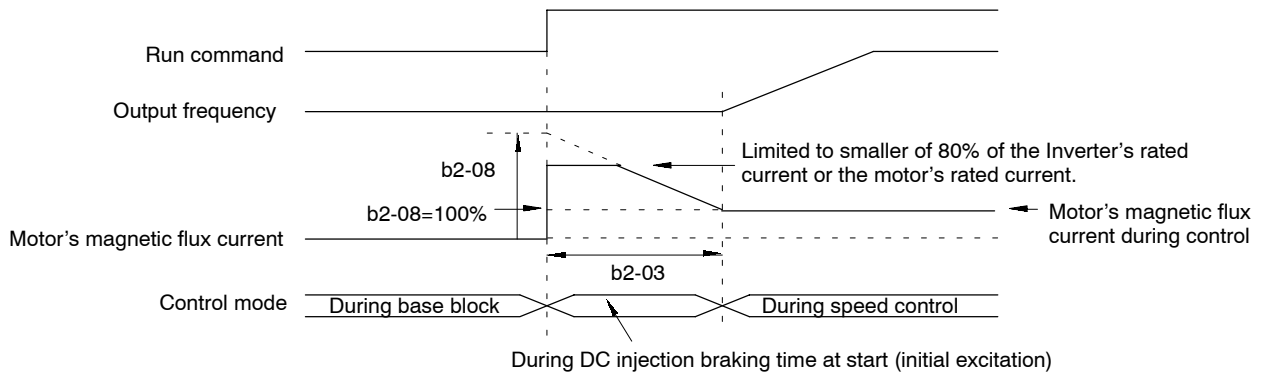 Run command
Output frequency
b2-08
Limited to smaller of 80% of the Inverter's rated
current or the motor's rated current.
b2-08=100%
Motor's magnetic flux
current during control
Motor's magnetic flux current
b2-03
Control mode
During base block
During speed control
During DC injection braking time at start (initial excitation)